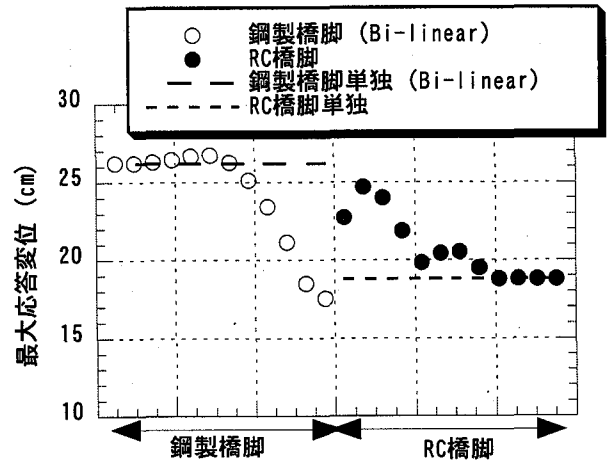 鋼製橋脚 (Bi-linear)
RC橋脚
鋼製橋脚単独 (Bi-linear)
RC橋脚単独
30
25
20
15
10
最大応答変位 (cm)
鋼製橋脚
RC橋脚